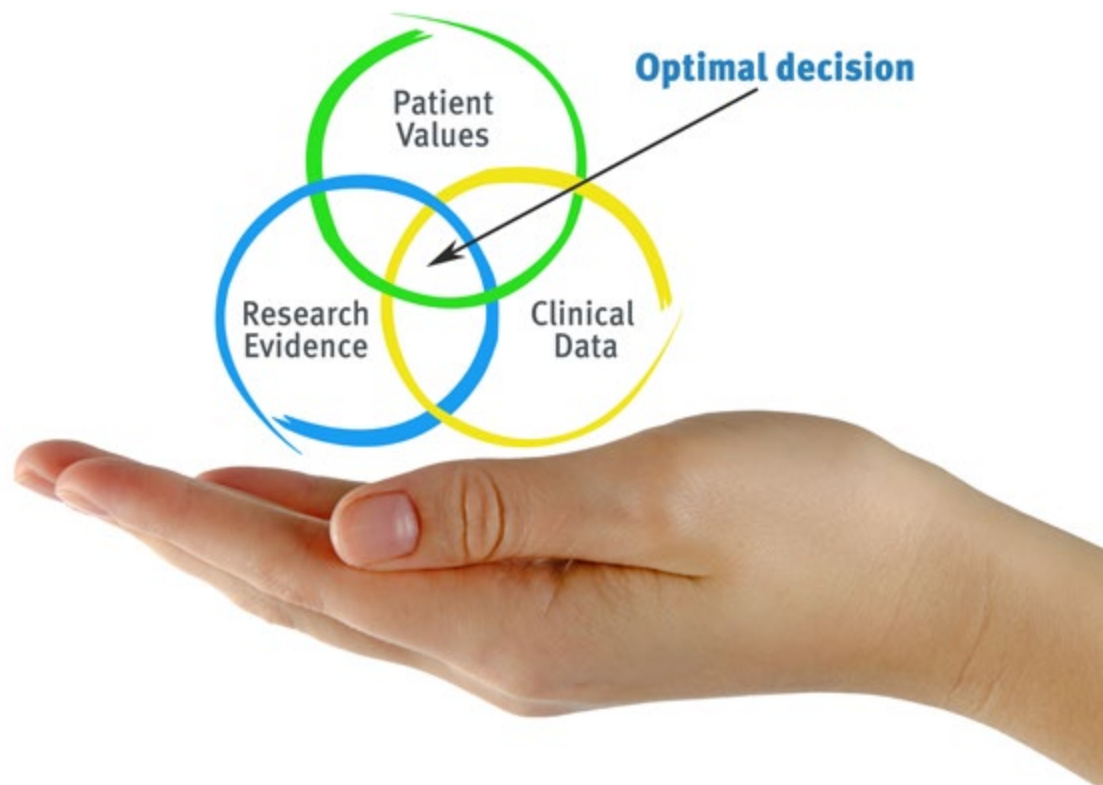 Optimal decision
Patient
Values
Research
Evidence
Clinical
Data